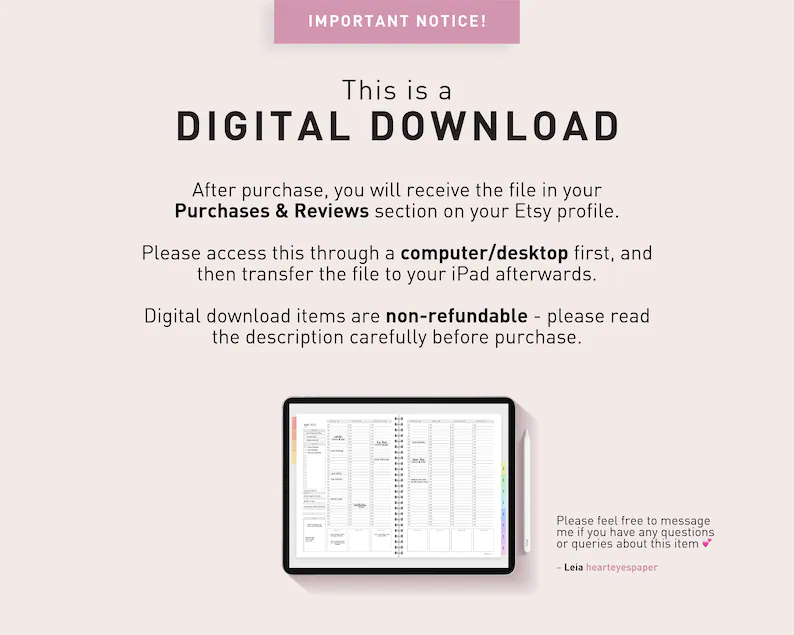 IMPORTANT NOTICE!
This is a
DIGITAL DOWNLOAD
After purchase, you will receive the file in your
Purchases & Reviews section on your Etsy profile.
Please access this through a computer/desktop first, and
then transfer the file to your iPad afterwards.
Digital download items are non-refundable - please read
the description carefully before purchase.
Please feel free to message
me if you have any questions
or queries about this item 💕
– Leia hearteyespaper